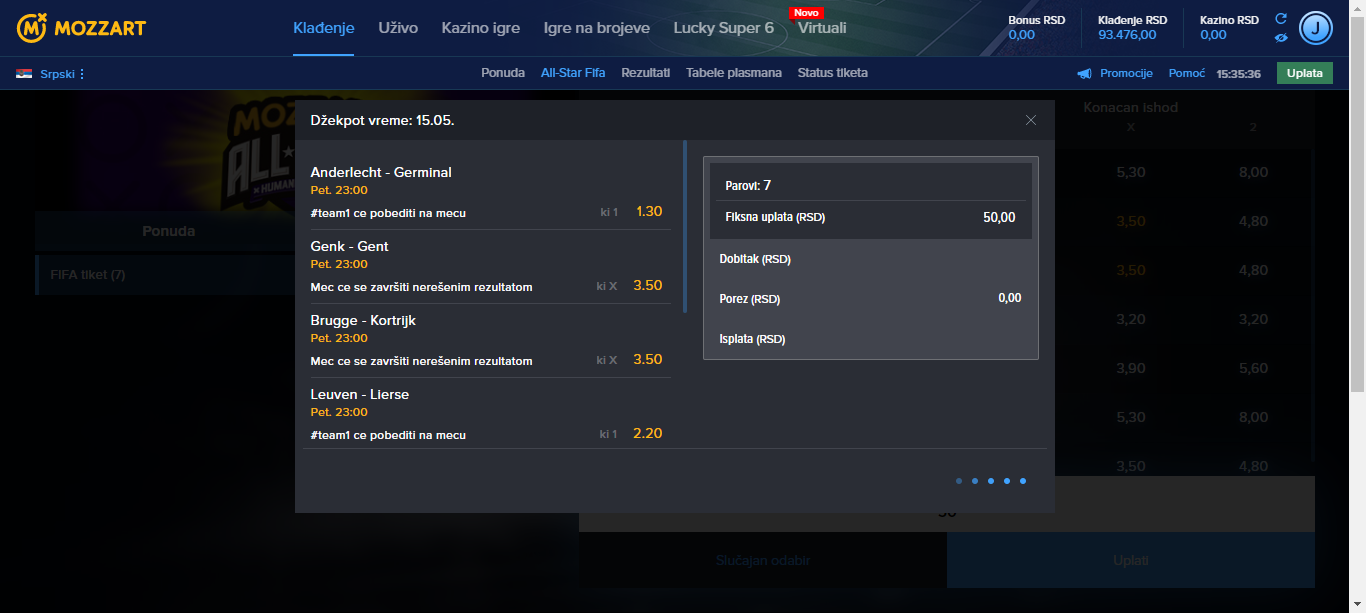 MOZZART
Klađenje
Uživo
Kazino igre
Igre na brojeve
Lucky Super 6
Novo
Virtuali
Bonus RSD
0,00
Klađenje RSD
93.476,00
Kazino RSD
0,00
J
Srpski
Ponuda
All-Star Fifa
Rezultati
Tabele plasmana
Status tiketa
Promocije
Pomoć
15:35:36
Uplata
MOZZ
ALL
HUMAN
Ponuda
FIFA tiket (7)
Džekpot vreme: 15.05.
Anderlecht - Germinal
Pet. 23:00
#team1 ce pobediti na mecu ki 1 1.30
Genk - Gent
Pet. 23:00
Mec ce se završiti nerešenim rezultatom ki X 3.50
Brugge - Kortrijk
Pet. 23:00
Mec ce se završiti nerešenim rezultatom ki X 3.50
Leuven - Lierse
Pet. 23:00
#team1 ce pobediti na mecu ki 1 2.20
Parovi: 7
Fiksna uplata (RSD) 50,00
Dobitak (RSD)
Porez (RSD) 0,00
Isplata (RSD)
Konacan ishod
X 2
5,30 8,00
3,50 4,80
3,50 4,80
3,20 3,20
3,90 5,60
5,30 8,00
3,50 4,80
Slučajan odabir
Uplati